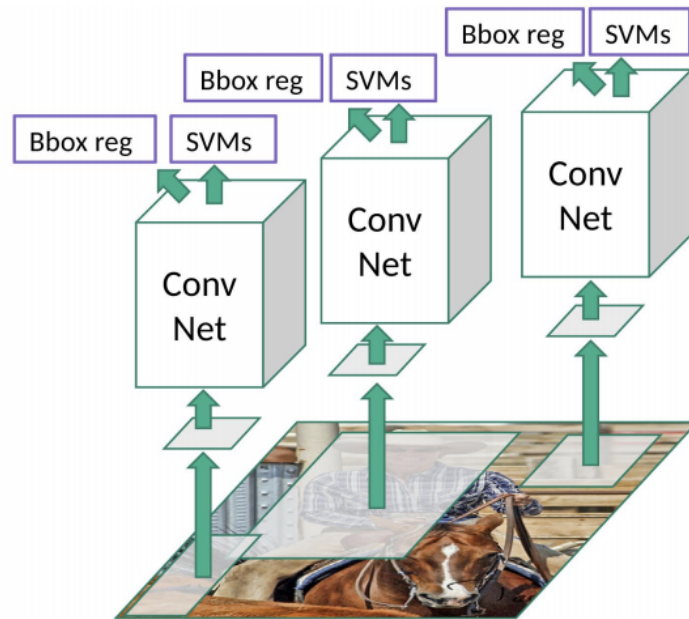 Bbox reg
SVMs
Bbox reg
SVMs
Bbox reg
SVMs
Conv
Net
Conv
Net
Conv
Net